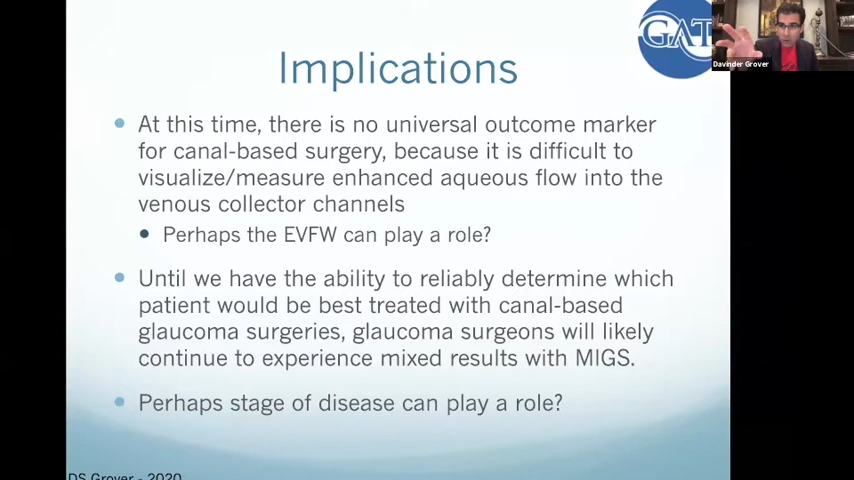 GAT
Davinder Grover
Implications
At this time, there is no universal outcome marker
for canal-based surgery, because it is difficult to
visualize/measure enhanced aqueous flow into the
venous collector channels
Perhaps the EVFW can play a role?
Until we have the ability to reliably determine which
patient would be best treated with canal-based
glaucoma surgeries, glaucoma surgeons will likely
continue to experience mixed results with MIGS.
Perhaps stage of disease can play a role?
DS Grover - 2020